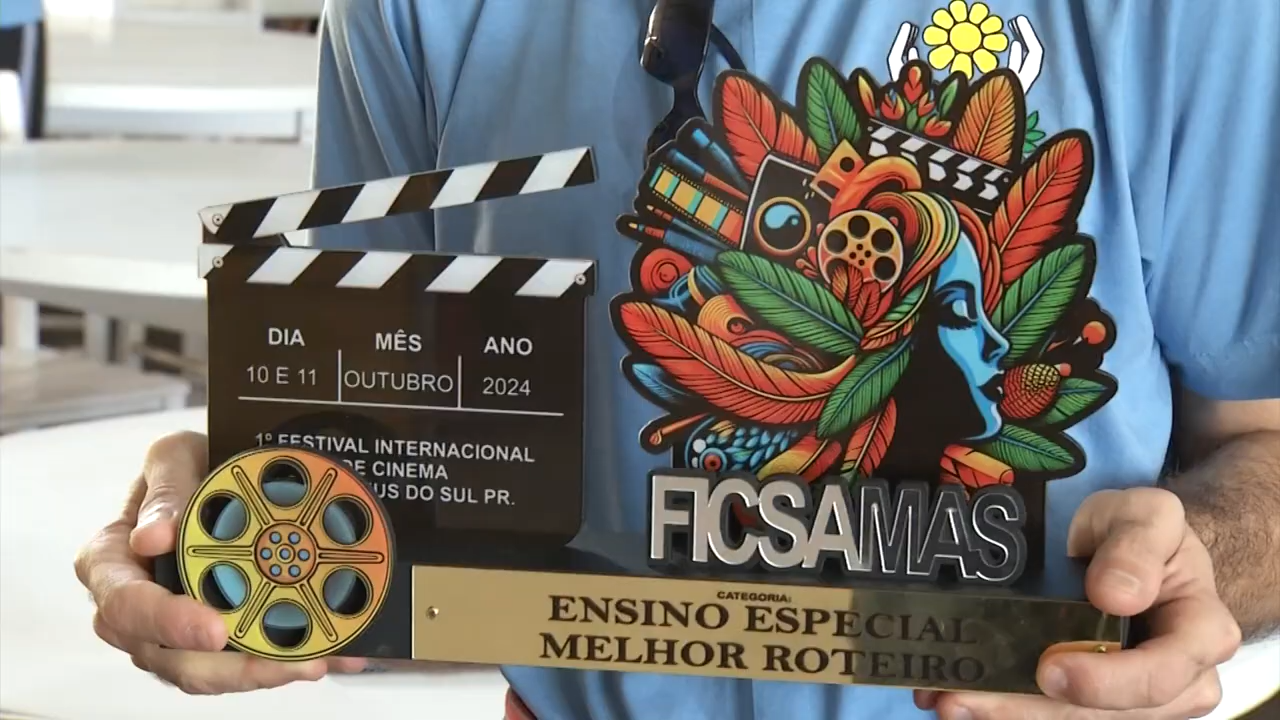 DIA MÊS ANO
10 E 11 OUTUBRO 2024
1º FESTIVAL INTERNACIONAL
DE CINEMA
DO SUL PR.
FICSAMAS
CATEGORIA:
ENSINO ESPECIAL
MELHOR ROTEIRO